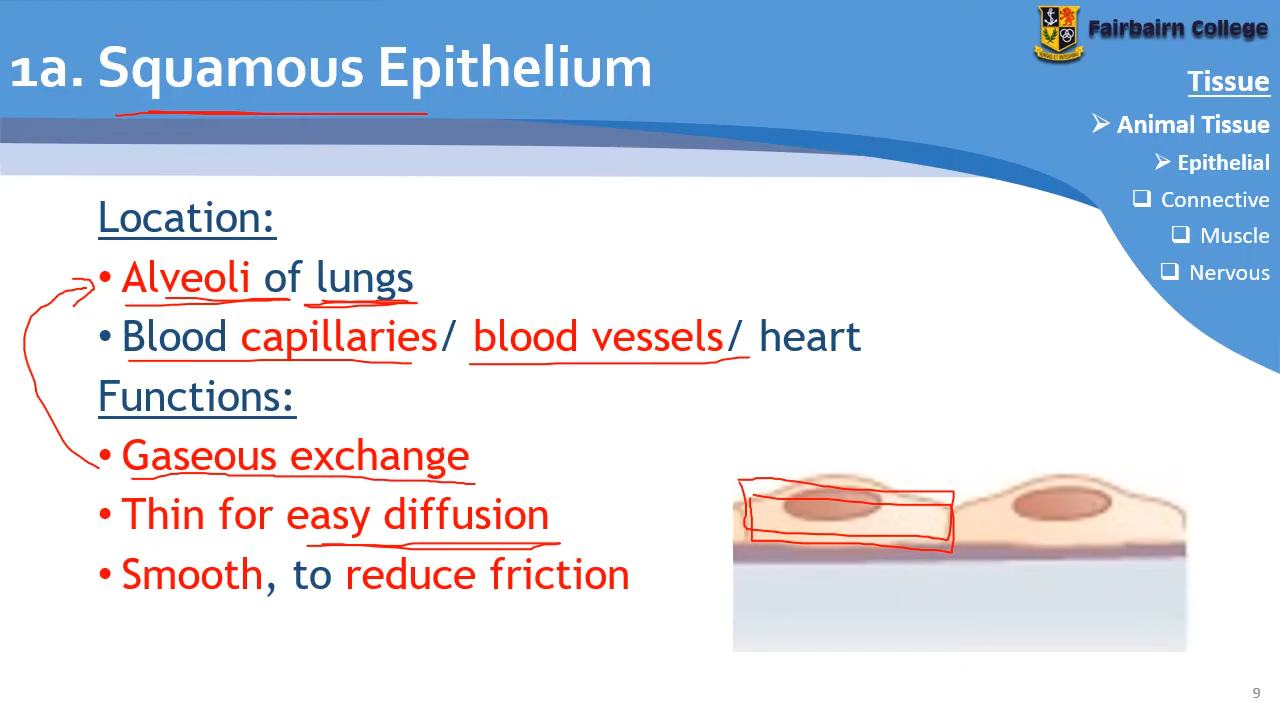 1a. Squamous Epithelium
Fairbairn College
Tissue
➢ Animal Tissue
➢ Epithelial
❑ Connective
❑ Muscle
❑ Nervous
Location:
• Alveoli of lungs
• Blood capillaries/ blood vessels/ heart
Functions:
• Gaseous exchange
• Thin for easy diffusion
• Smooth, to reduce friction
9